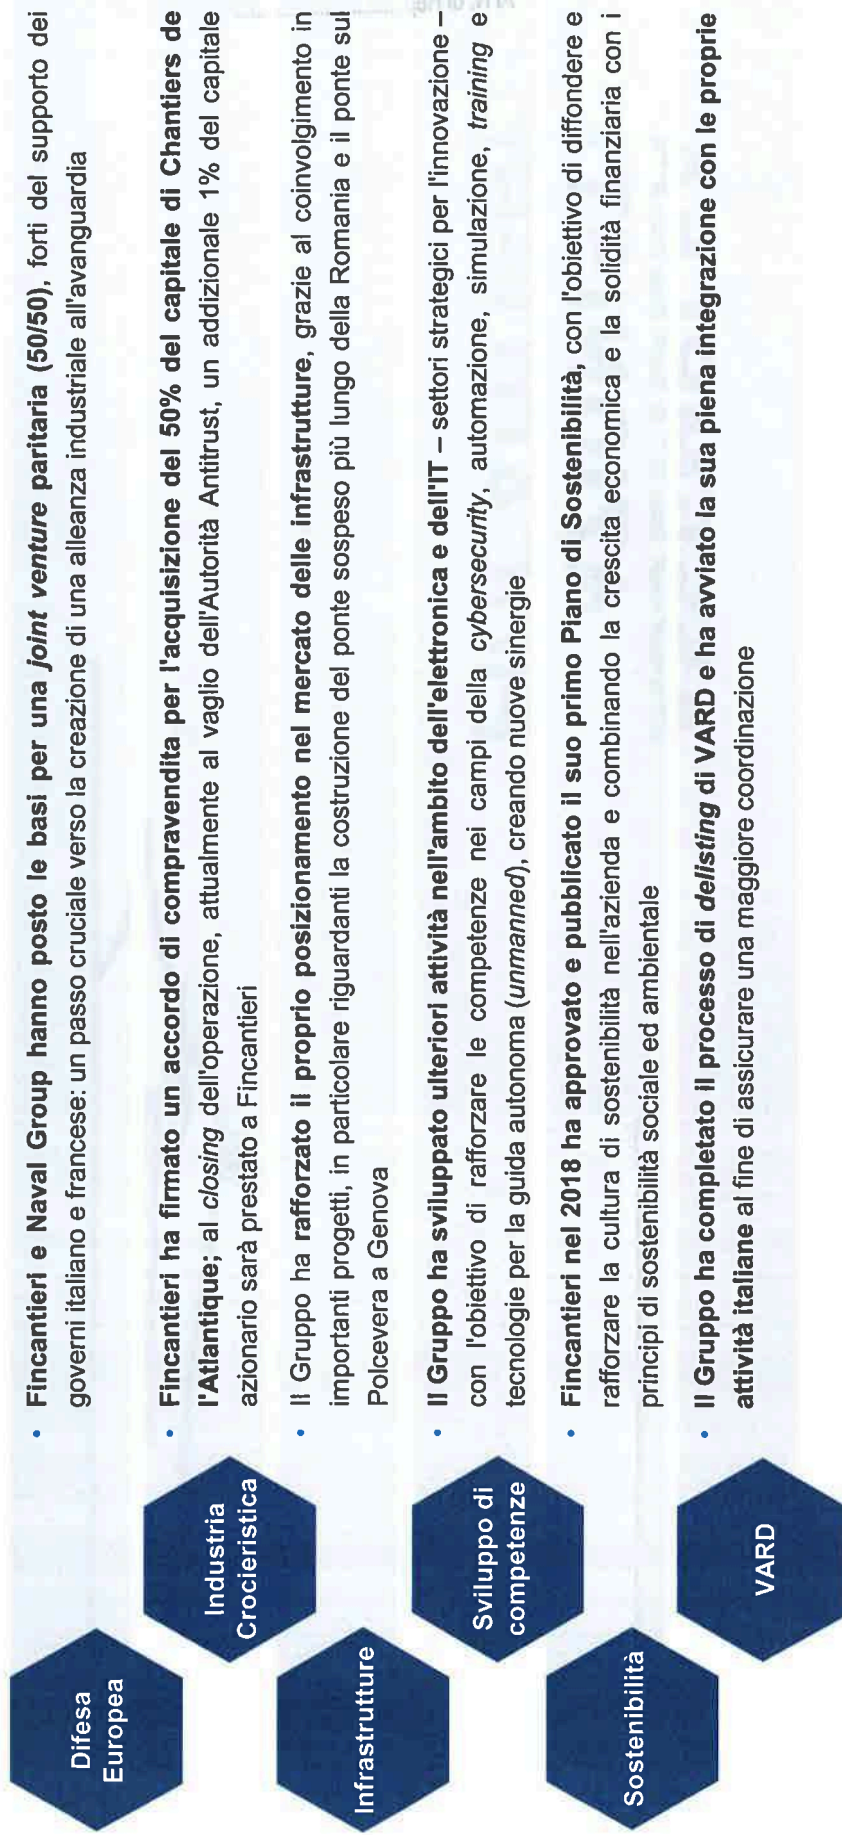 Difesa
Europea
• Fincantieri e Naval Group hanno posto le basi per una joint venture paritaria (50/50), forti del supporto dei
governi italiano e francese: un passo cruciale verso la creazione di una alleanza industriale all'avanguardia
Industria
Crocieristica
• Fincantieri ha firmato un accordo di compravendita per l'acquisizione del 50% del capitale di Chantiers de
l'Atlantique; al closing dell'operazione, attualmente al vaglio dell'Autorità Antitrust, un addizionale 1% del capitale
azionario sarà prestato a Fincantieri
Infrastrutture
• Il Gruppo ha rafforzato il proprio posizionamento nel mercato delle infrastrutture, grazie al coinvolgimento in
importanti progetti, in particolare riguardanti la costruzione del ponte sospeso più lungo della Romania e il ponte sul
Polcevera a Genova
Sviluppo di
competenze
• Il Gruppo ha sviluppato ulteriori attività nell'ambito dell'elettronica e dell'IT – settori strategici per l'innovazione –
con l'obiettivo di rafforzare le competenze nei campi della cybersecurity, automazione, simulazione, training e
tecnologie per la guida autonoma (unmanned), creando nuove sinergie
Sostenibilità
• Fincantieri nel 2018 ha approvato e pubblicato il suo primo Piano di Sostenibilità, con l'obiettivo di diffondere e
rafforzare la cultura di sostenibilità nell'azienda e combinando la crescita economica e la solidità finanziaria con i
principi di sostenibilità sociale ed ambientale
VARD
• Il Gruppo ha completato il processo di delisting di VARD e ha avviato la sua piena integrazione con le proprie
attività italiane al fine di assicurare una maggiore coordinazione